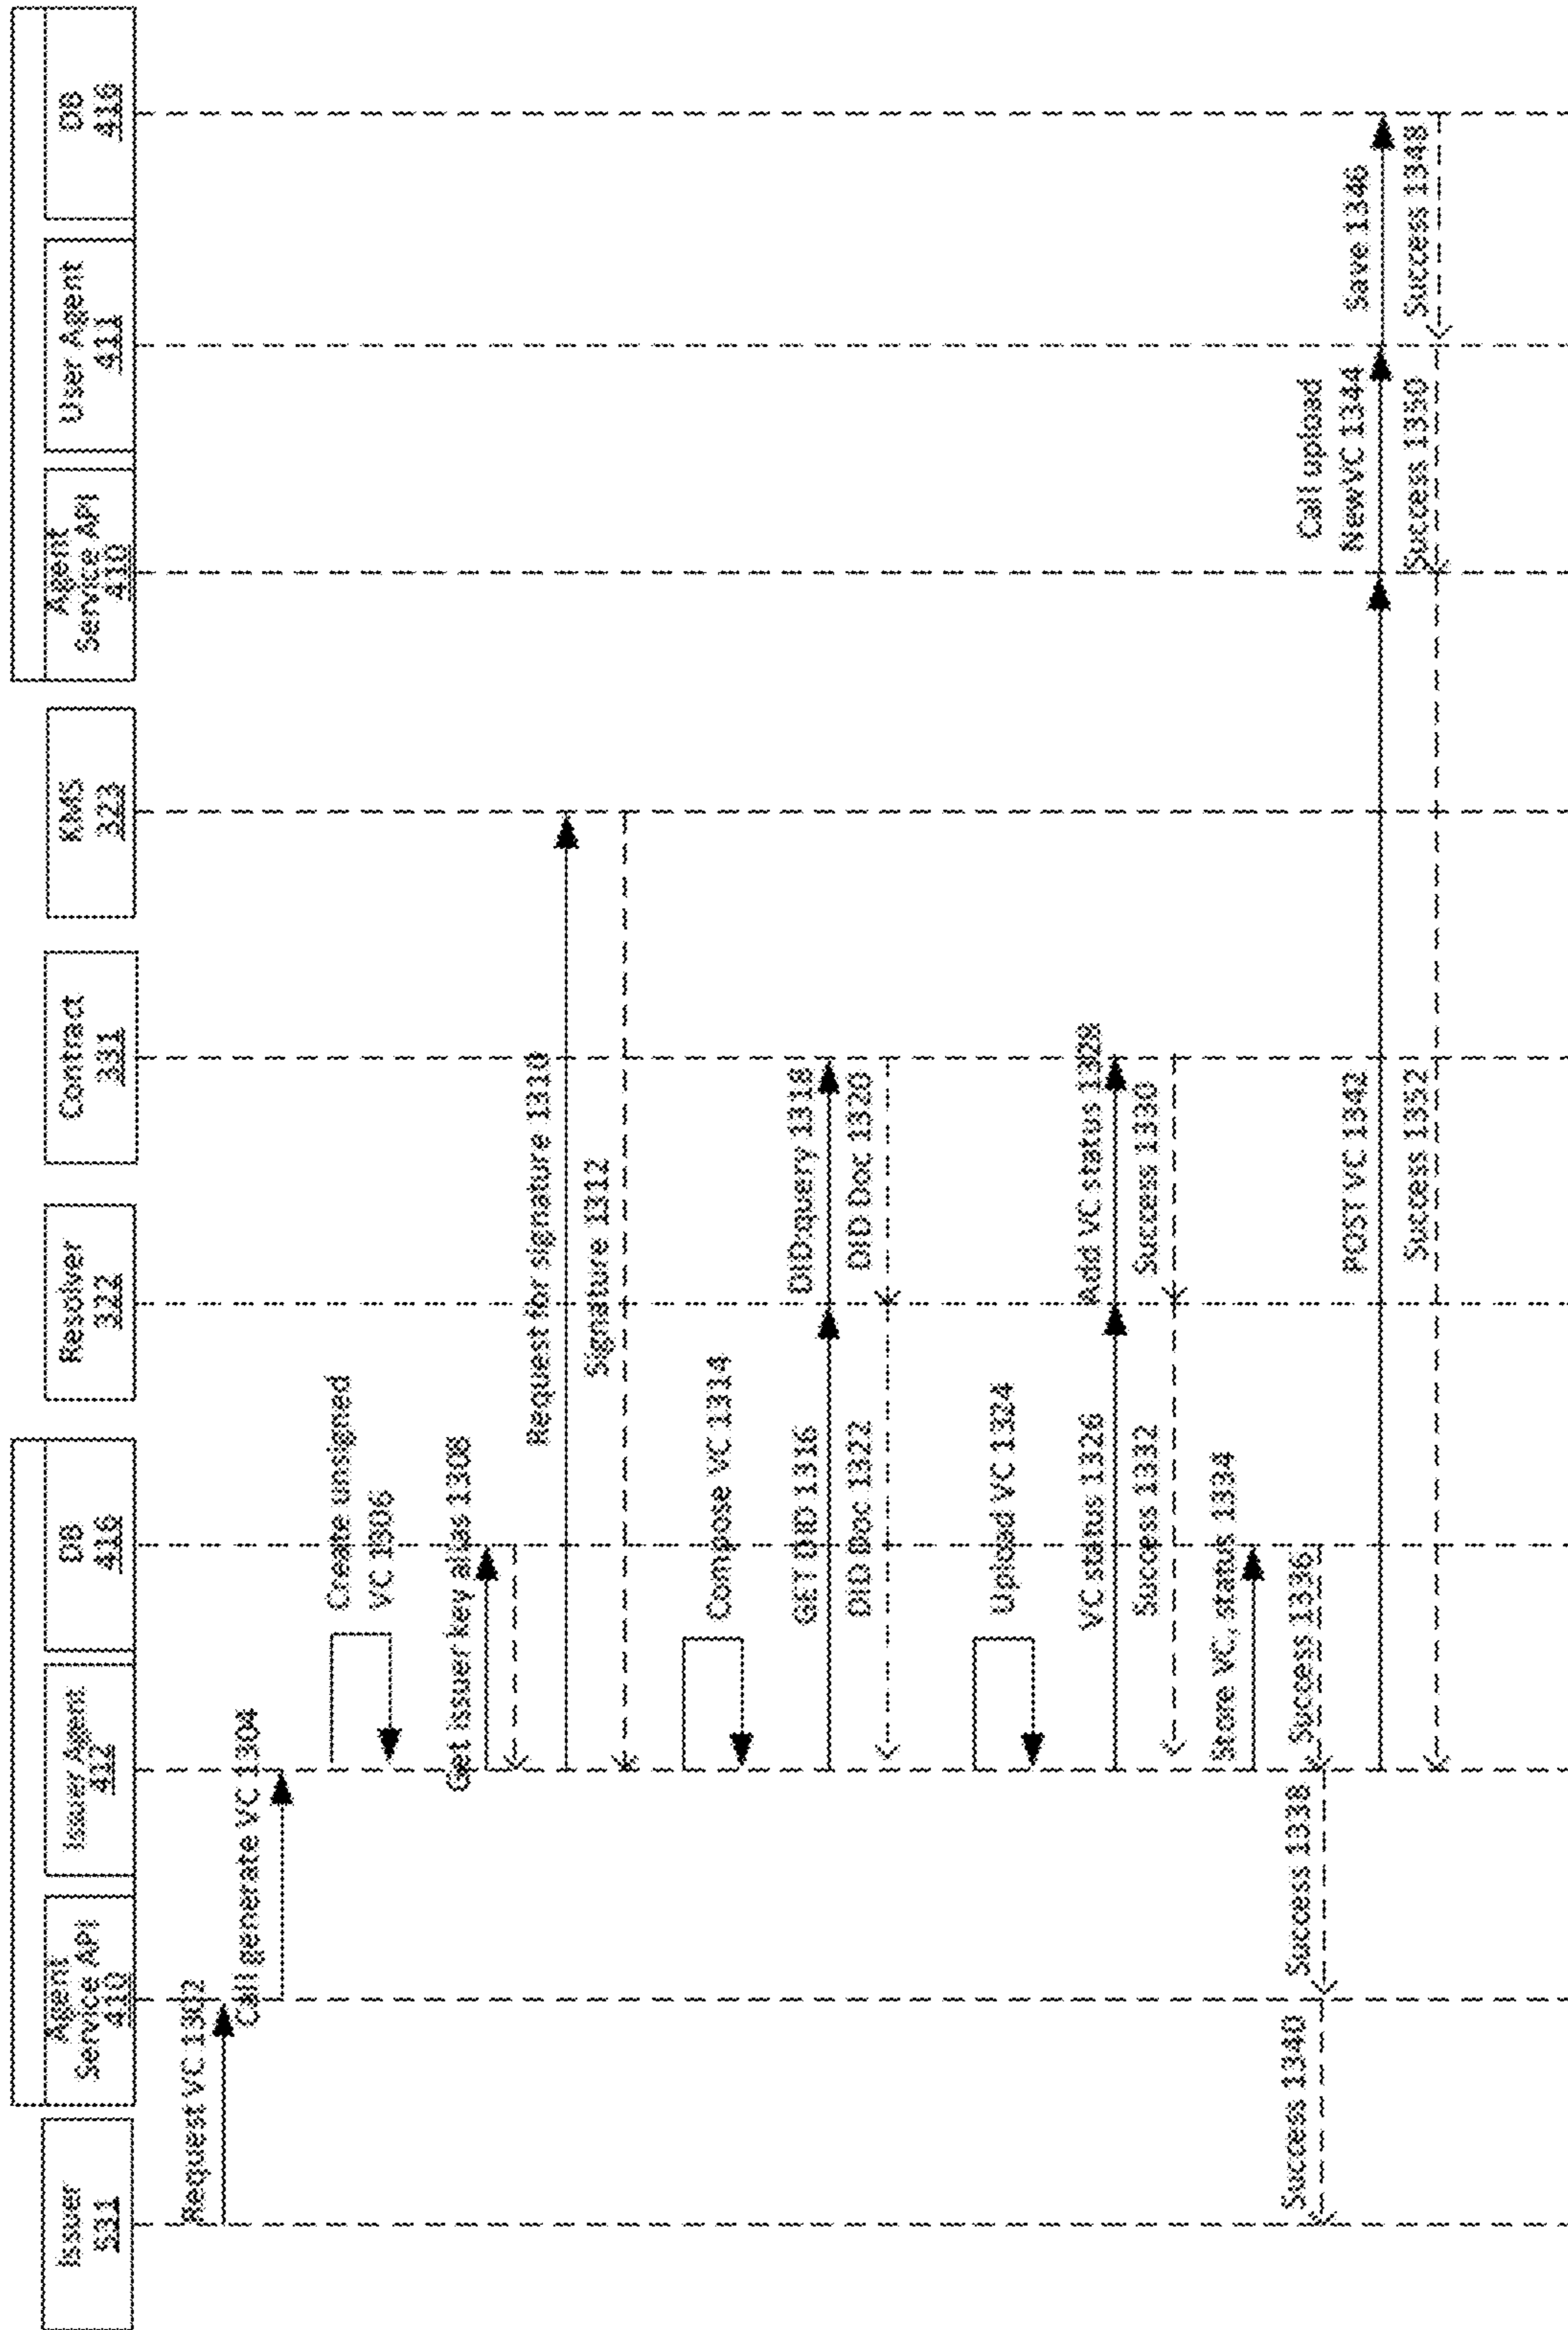 Issuer
531
Agent
Service API
410
Issuer Agent
412
DB
416
Resolver
322
Contract
331
KMS
323
Agent
Service API
410
User Agent
411
DB
416
Request VC 1302
Call generate VC 1304
Create unsigned
VC 1306
Get issuer key alias 1308
Request for signature 1310
Signature 1312
Compose VC 1314
GET DID 1316
DID query 1318
DID Doc 1322
DID Doc 1320
Upload VC 1324
VC status 1326
Add VC status 1328
Success 1332
Success 1330
Store VC, status 1334
Success 1340
Success 1338
Success 1336
POST VC 1342
Call upload
NewVC 1344
Save 1346
Success 1352
Success 1350
Success 1348